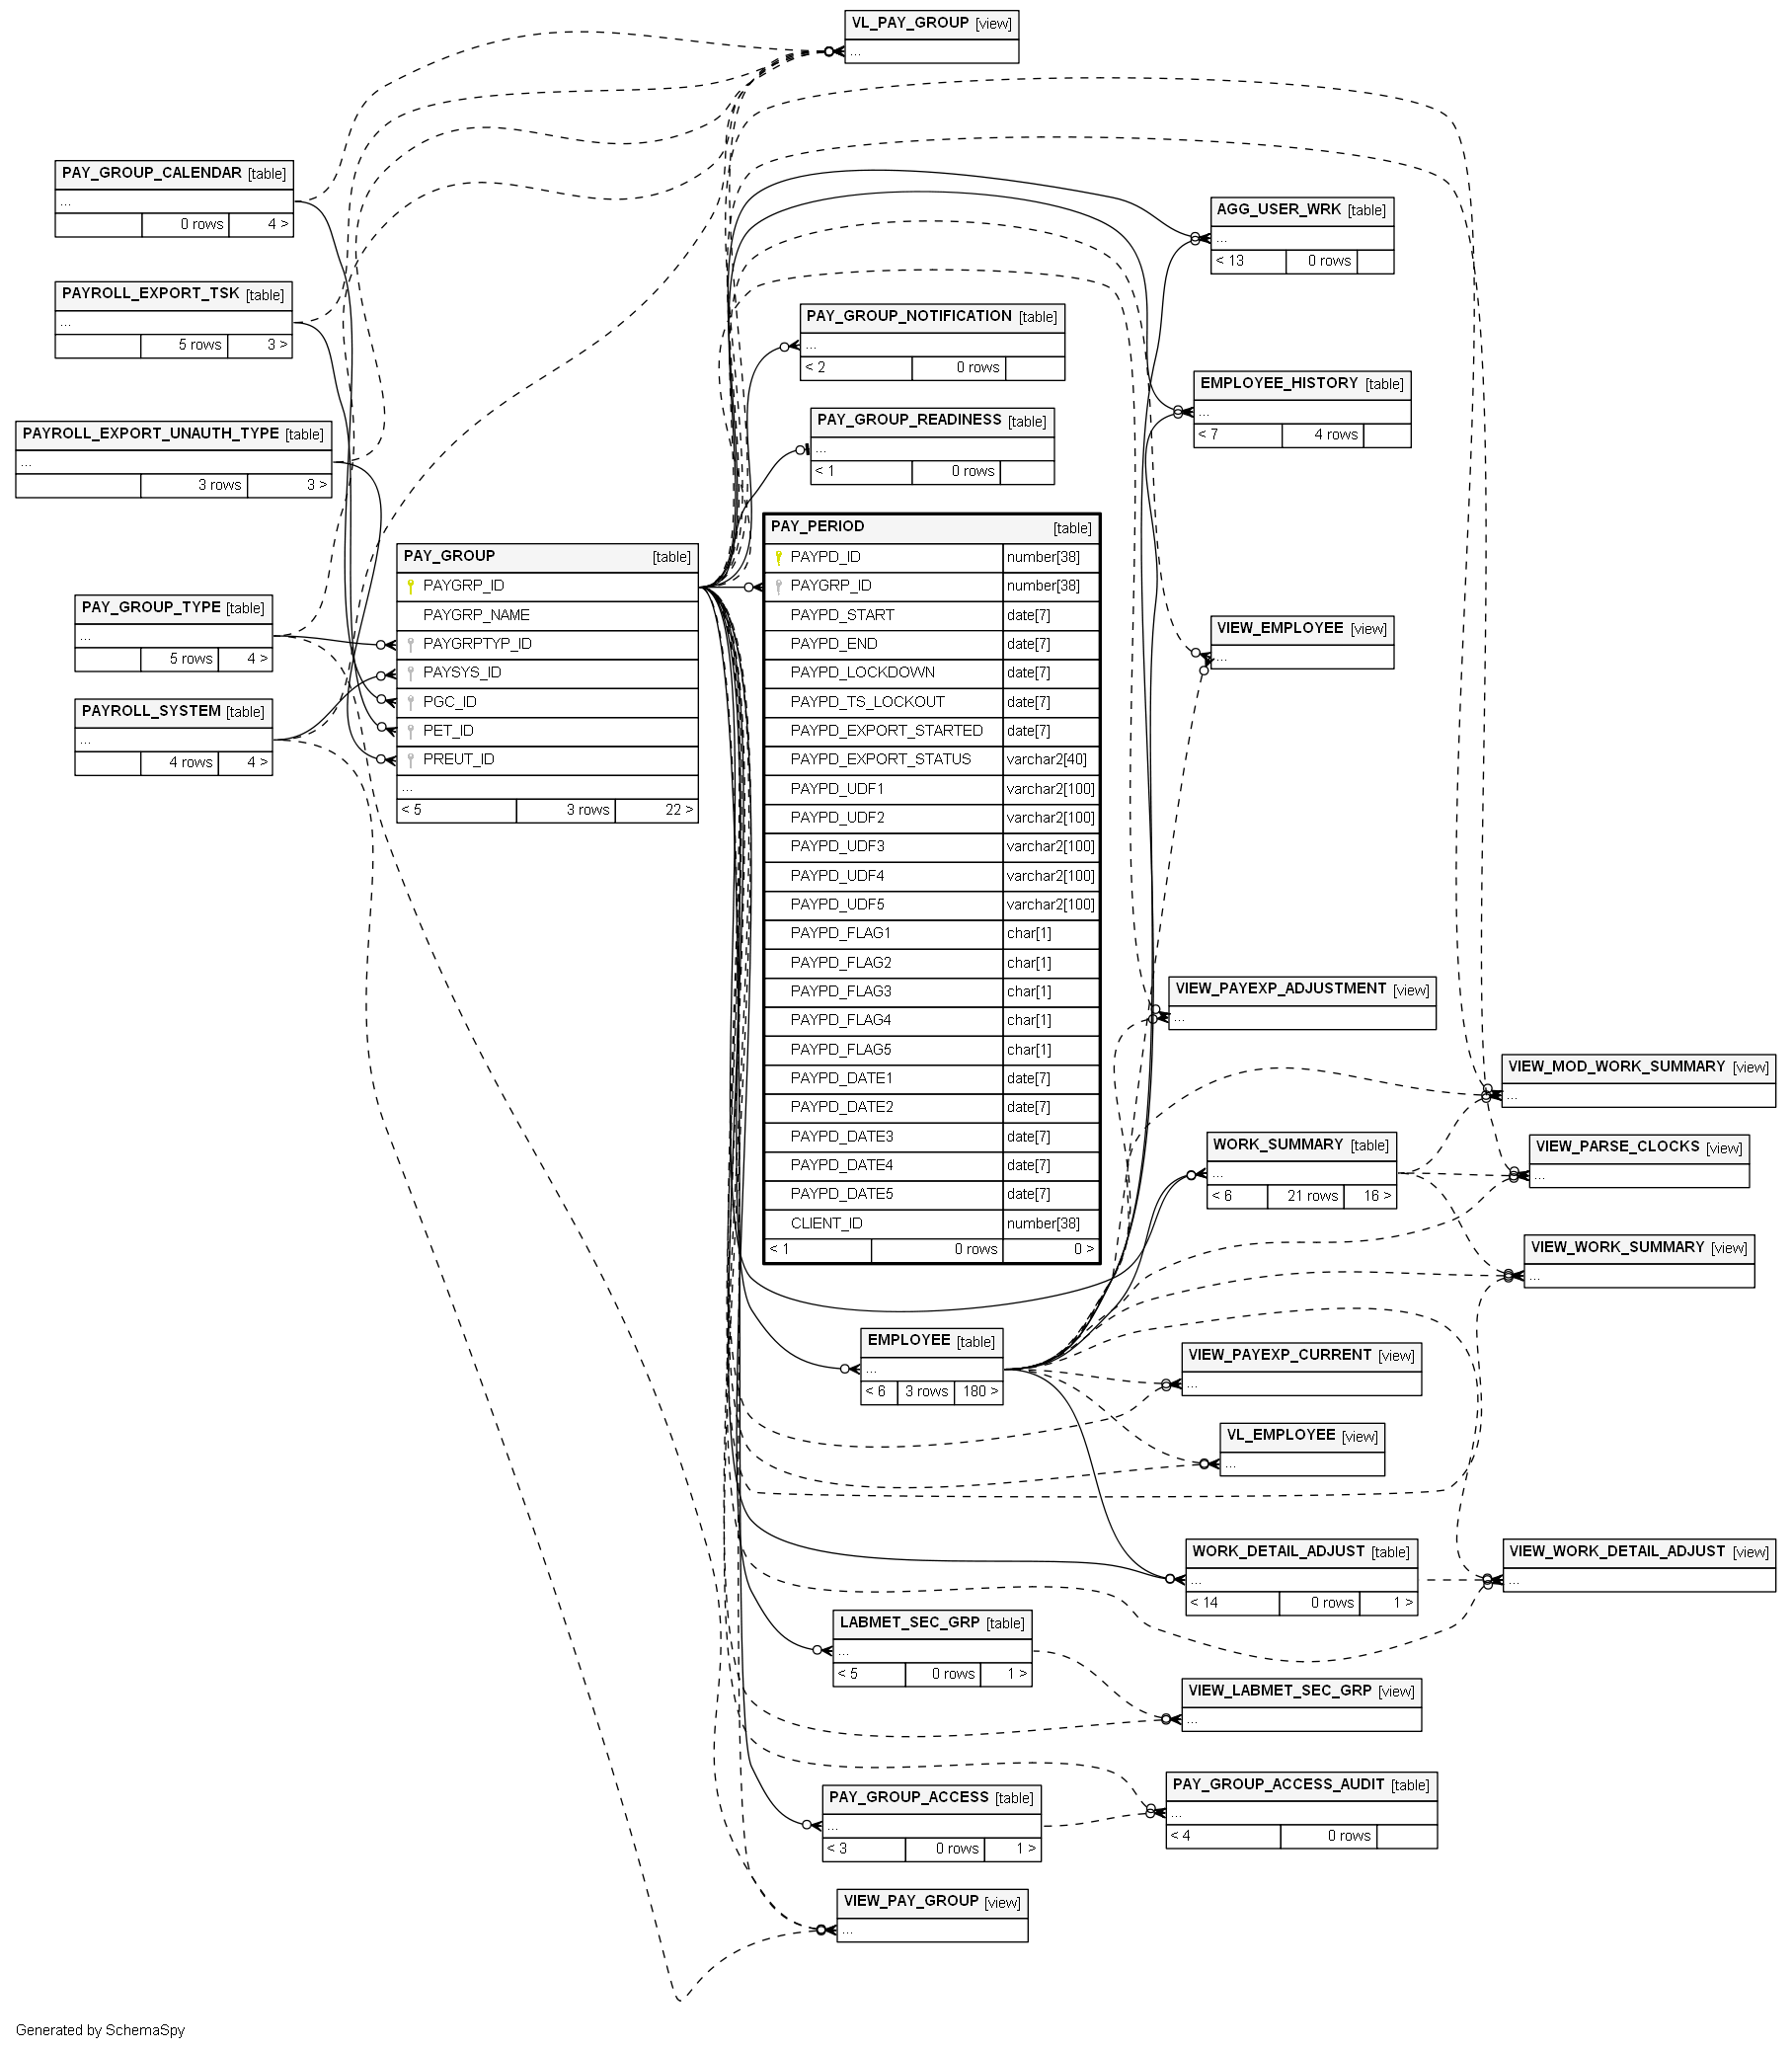 VL_PAY_GROUP [view]
...
PAY_GROUP_CALENDAR [table]
...
0 rows 4 >
PAYROLL_EXPORT_TSK [table]
...
5 rows 3 >
PAYROLL_EXPORT_UNAUTH_TYPE [table]
...
3 rows 3 >
PAY_GROUP_TYPE [table]
...
5 rows 4 >
PAYROLL_SYSTEM [table]
...
4 rows 4 >
PAY_GROUP [table]
PAYGRP_ID
PAYGRP_NAME
PAYGRPTYP_ID
PAYSYS_ID
PGC_ID
PET_ID
PREUT_ID
...
< 5 3 rows 22 >
PAY_GROUP_NOTIFICATION [table]
...
< 2 0 rows
PAY_GROUP_READINESS [table]
...
< 1 0 rows
PAY_PERIOD [table]
PAYPD_ID number[38]
PAYGRP_ID number[38]
PAYPD_START date[7]
PAYPD_END date[7]
PAYPD_LOCKDOWN date[7]
PAYPD_TS_LOCKOUT date[7]
PAYPD_EXPORT_STARTED date[7]
PAYPD_EXPORT_STATUS varchar2[40]
PAYPD_UDF1 varchar2[100]
PAYPD_UDF2 varchar2[100]
PAYPD_UDF3 varchar2[100]
PAYPD_UDF4 varchar2[100]
PAYPD_UDF5 varchar2[100]
PAYPD_FLAG1 char[1]
PAYPD_FLAG2 char[1]
PAYPD_FLAG3 char[1]
PAYPD_FLAG4 char[1]
PAYPD_FLAG5 char[1]
PAYPD_DATE1 date[7]
PAYPD_DATE2 date[7]
PAYPD_DATE3 date[7]
PAYPD_DATE4 date[7]
PAYPD_DATE5 date[7]
CLIENT_ID number[38]
< 1 0 rows 0 >
EMPLOYEE [table]
...
< 6 3 rows 180 >
LABMET_SEC_GRP [table]
...
< 5 0 rows 1 >
PAY_GROUP_ACCESS [table]
...
< 3 0 rows 1 >
VIEW_PAY_GROUP [view]
...
AGG_USER_WRK [table]
...
< 13 0 rows
EMPLOYEE_HISTORY [table]
...
< 7 4 rows
VIEW_EMPLOYEE [view]
...
VIEW_PAYEXP_ADJUSTMENT [view]
...
WORK_SUMMARY [table]
...
< 6 21 rows 16 >
VIEW_PAYEXP_CURRENT [view]
...
VL_EMPLOYEE [view]
...
WORK_DETAIL_ADJUST [table]
...
< 14 0 rows 1 >
VIEW_LABMET_SEC_GRP [view]
...
PAY_GROUP_ACCESS_AUDIT [table]
...
< 4 0 rows
VIEW_MOD_WORK_SUMMARY [view]
...
VIEW_PARSE_CLOCKS [view]
...
VIEW_WORK_SUMMARY [view]
...
VIEW_WORK_DETAIL_ADJUST [view]
...
Generated by SchemaSpy